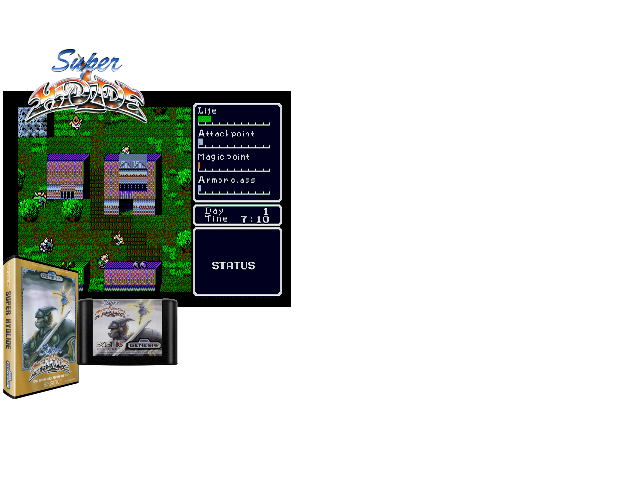 Super
HYDLIDE
Life
Attack point
Magic point
Armor class
Day 1
Time 7:10
STATUS
SUPER HYDLIDE
GENESIS